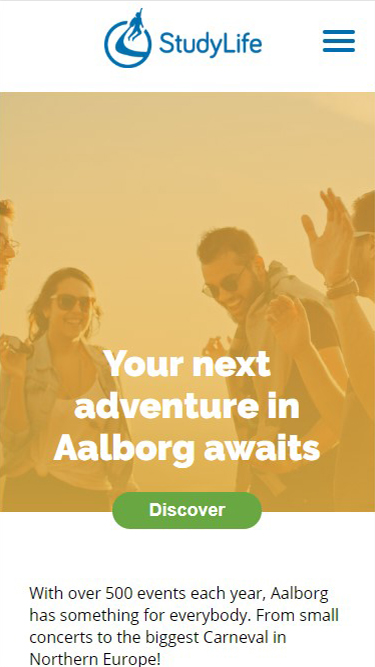 StudyLife
Your next
adventure in
Aalborg awaits
Discover
With over 500 events each year, Aalborg
has something for everybody. From small
concerts to the biggest Carneval in
Northern Europe!